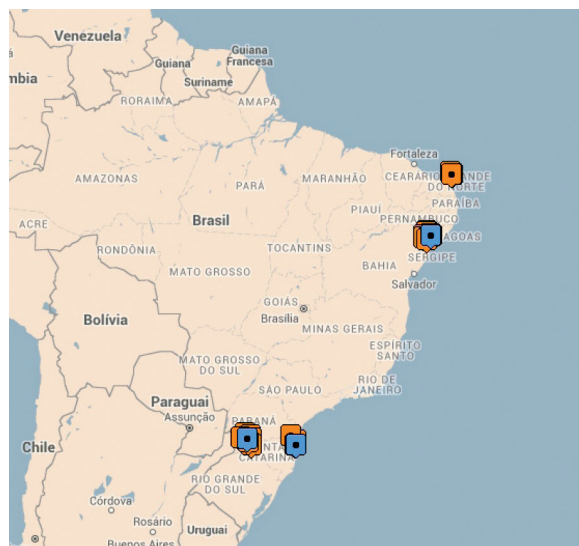 Venezuela
Guiana
Francesa
Guiana
Suriname
RORAIMA
AMAPÁ
mbia
Fortaleza
AMAZONAS
PARÁ
MARANHÃO
CEARÁ
RIO GRANDE
DO NORTE
PARAÍBA
PIAUÍ
PERNAMBUCO
ACRE
Brasil
AGOAS
RONDÔNIA
TOCANTINS
SERGIPE
BAHIA
MATO GROSSO
Salvador
GOIÁS
Brasília
MINAS GERAIS
Bolívia
ESPÍRITO
SANTO
MATO GROSSO
DO SUL
RIO DE
JANEIRO
SÃO PAULO
Paraguai
Assunção
PARANÁ
Chile
NTA
CATARINA
RIO GRANDE
DO SUL
Córdova
Rosário
Uruguai
Buenos Aires